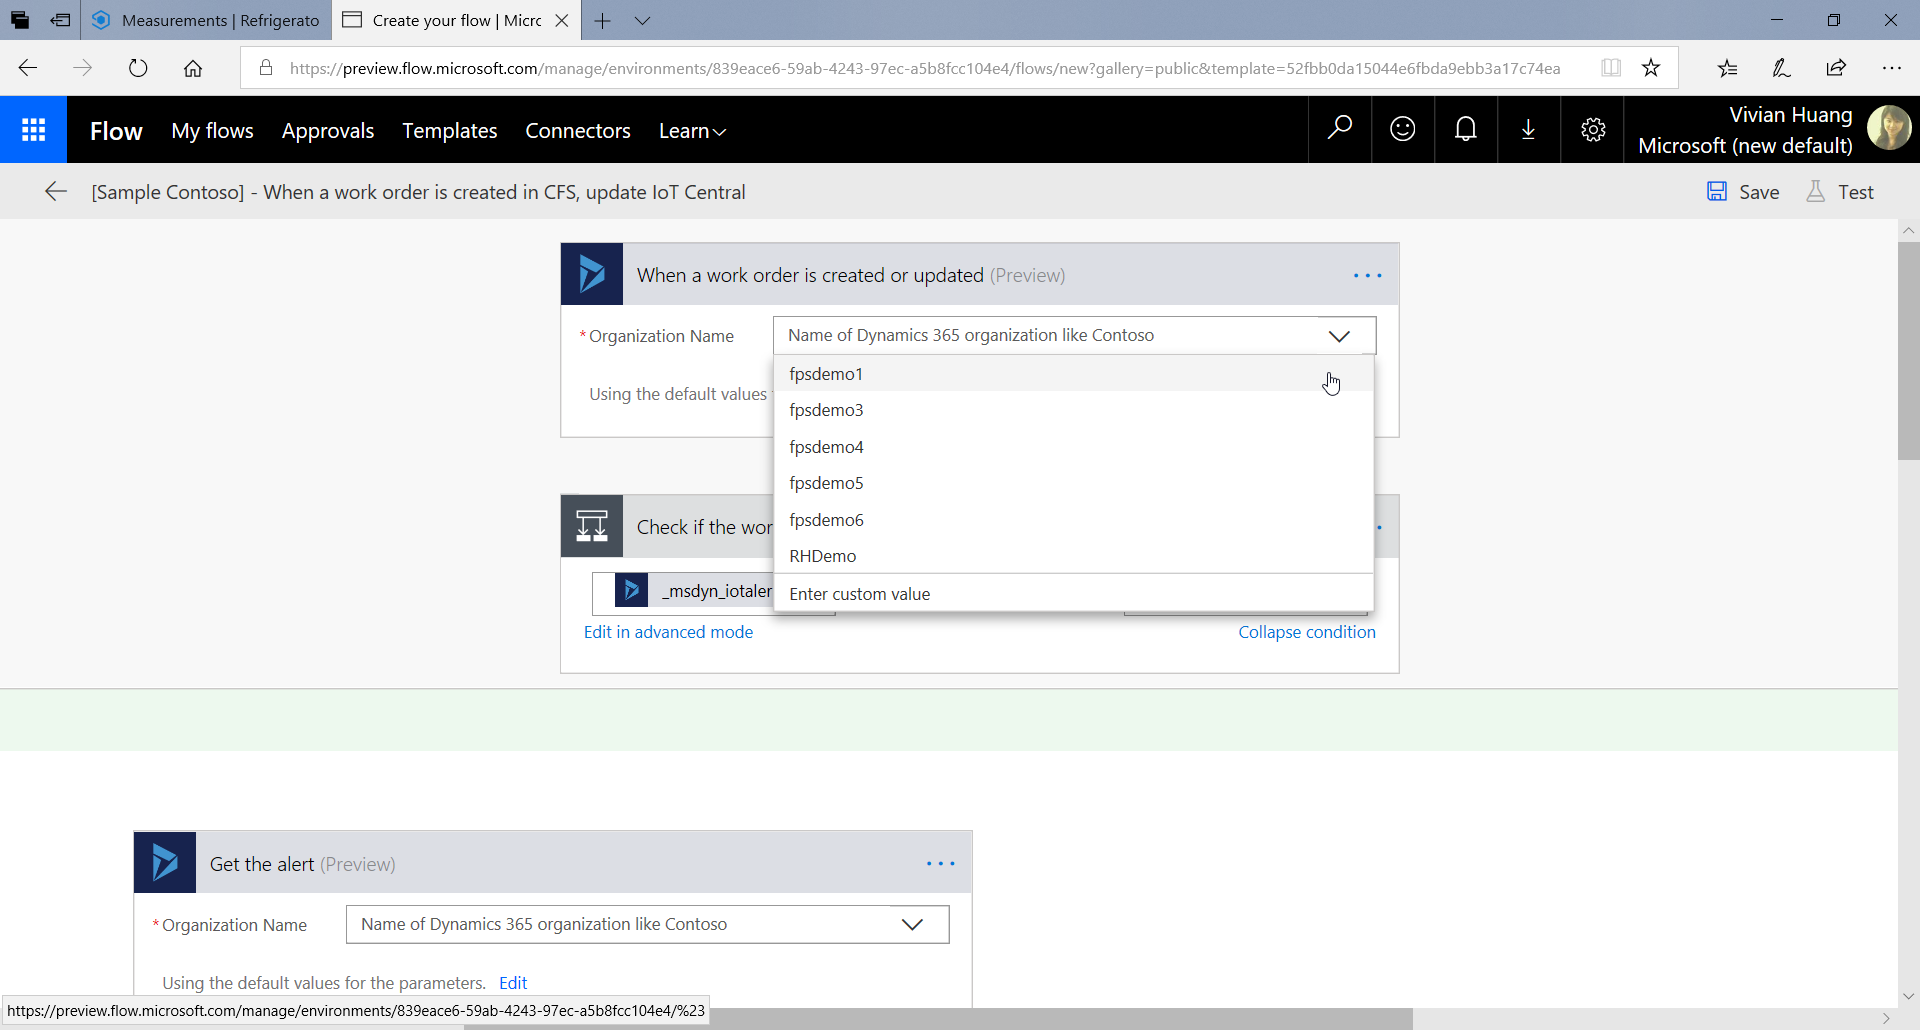 Measurements | Refrigerato
Create your flow | Micr
https://preview.flow.microsoft.com/manage/environments/839eace6-59ab-4243-97ec-a5b8fcc104e4/flows/new?gallery=public&template=52fbb0da15044e6fbda9ebb3a17c74ea
Flow My flows Approvals Templates Connectors Learn
Vivian Huang
Microsoft (new default)
[Sample Contoso] - When a work order is created in CFS, update IoT Central
Save Test
When a work order is created or updated (Preview)
* Organization Name Name of Dynamics 365 organization like Contoso
fpsdemo1
Using the default values
fpsdemo3
fpsdemo4
fpsdemo5
fpsdemo6
Check if the wor
RHDemo
_msdyn_iotaler
Enter custom value
Edit in advanced mode Collapse condition
Get the alert (Preview)
* Organization Name Name of Dynamics 365 organization like Contoso
Using the default values for the parameters. Edit
https://preview.flow.microsoft.com/manage/environments/839eace6-59ab-4243-97ec-a5b8fcc104e4/%23